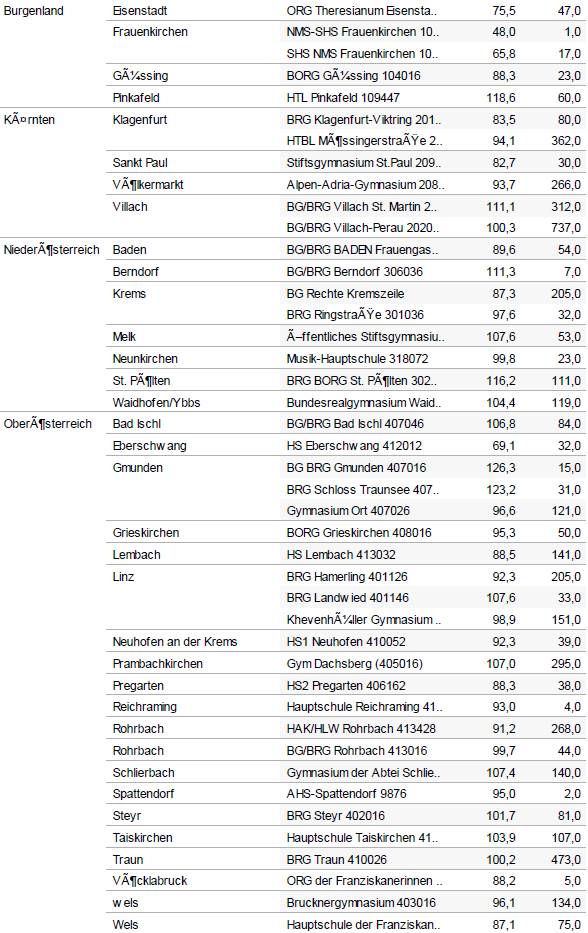 Burgenland Eisenstadt ORG Theresianum Eisensta.. 75,5 47,0
Frauenkirchen NMS-SHS Frauenkirchen 10.. 48,0 1,0
SHS NMS Frauenkirchen 10.. 65,8 17,0
GÃ¼ssing BORG GÃ¼ssing 104016 88,3 23,0
Pinkafeld HTL Pinkafeld 109447 118,6 60,0
KÃ¤rnten Klagenfurt BRG Klagenfurt-Viktring 201.. 83,5 80,0
HTBL MÃ¶ssingerstraÃŸe 2.. 94,1 362,0
Sankt Paul Stiftsgymnasium St.Paul 209.. 82,7 30,0
VÃ¶lkermarkt Alpen-Adria-Gymnasium 208.. 93,7 266,0
Villach BG/BRG Villach St. Martin 2.. 111,1 312,0
BG/BRG Villach-Perau 2020.. 100,3 737,0
NiederÃ¶sterreich Baden BG/BRG BADEN Frauengas.. 89,6 54,0
Berndorf BG/BRG Berndorf 306036 111,3 7,0
Krems BG Rechte Kremszeile 87,3 205,0
BRG RingstraÃŸe 301036 97,6 32,0
Melk Ã–ffentliches Stiftsgymnasiu.. 107,6 53,0
Neunkirchen Musik-Hauptschule 318072 99,8 23,0
St. PÃ¶lten BRG BORG St. PÃ¶lten 302.. 116,2 111,0
Waidhofen/Ybbs Bundesrealgymnasium Waid.. 104,4 119,0
OberÃ¶sterreich Bad Ischl BG/BRG Bad Ischl 407046 106,8 84,0
Eberschwang HS Eberschwang 412012 69,1 32,0
Gmunden BG BRG Gmunden 407016 126,3 15,0
BRG Schloss Traunsee 407.. 123,2 31,0
Gymnasium Ort 407026 96,6 121,0
Grieskirchen BORG Grieskirchen 408016 95,3 50,0
Lembach HS Lembach 413032 88,5 141,0
Linz BRG Hamerling 401126 92,3 205,0
BRG Landwied 401146 107,6 33,0
KhevenhÃ¼ller Gymnasium .. 98,9 151,0
Neuhofen an der Krems HS1 Neuhofen 410052 92,3 39,0
Prambachkirchen Gym Dachsberg (405016) 107,0 295,0
Pregarten HS2 Pregarten 406162 88,3 38,0
Reichraming Hauptschule Reichraming 41.. 93,0 4,0
Rohrbach HAK/HLW Rohrbach 413428 91,2 268,0
Rohrbach BG/BRG Rohrbach 413016 99,7 44,0
Schlierbach Gymnasium der Abtei Schlie.. 107,4 140,0
Spattendorf AHS-Spattendorf 9876 95,0 2,0
Steyr BRG Steyr 402016 101,7 81,0
Taiskirchen Hauptschule Taiskirchen 41.. 103,9 107,0
Traun BRG Traun 410026 100,2 473,0
VÃ¶cklabruck ORG der Franziskanerinnen .. 88,2 5,0
wels Brucknergymnasium 403016 96,1 134,0
Wels Hauptschule der Franziskan.. 87,1 75,0